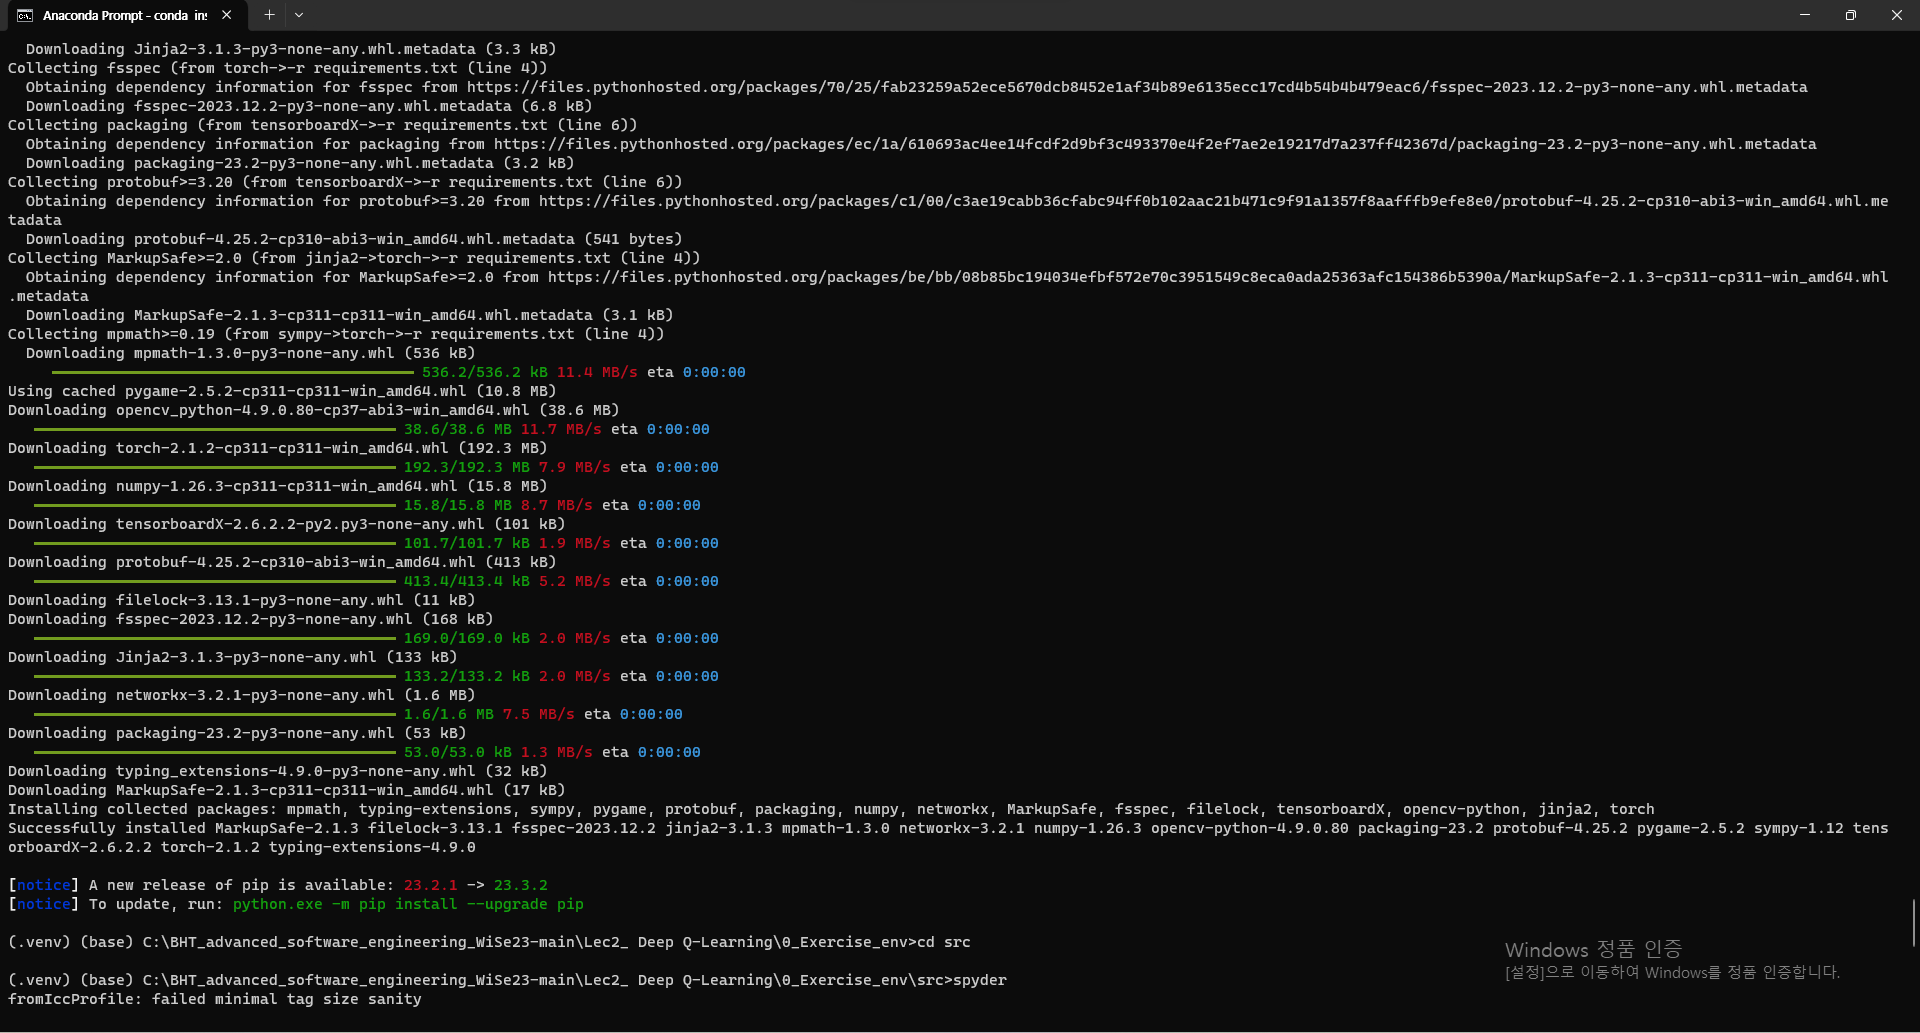 Anaconda Prompt - conda ins
Downloading Jinja2-3.1.3-py3-none-any.whl.metadata (3.3 kB)
Collecting fsspec (from torch->-r requirements.txt (line 4))
Obtaining dependency information for fsspec from https://files.pythonhosted.org/packages/70/25/fab23259a52ece5670dcb8452e1af34b89e6135ecc17cd4b54b4b479eac6/fsspec-2023.12.2-py3-none-any.whl.metadata
Downloading fsspec-2023.12.2-py3-none-any.whl.metadata (6.8 kB)
Collecting packaging (from tensorboardX->-r requirements.txt (line 6))
Obtaining dependency information for packaging from https://files.pythonhosted.org/packages/ec/1a/610693ac4ee14fcdf2d9bf3c493370e4f2ef7ae2e19217d7a237ff42367d/packaging-23.2-py3-none-any.whl.metadata
Downloading packaging-23.2-py3-none-any.whl.metadata (3.2 kB)
Collecting protobuf>=3.20 (from tensorboardX->-r requirements.txt (line 6))
Obtaining dependency information for protobuf>=3.20 from https://files.pythonhosted.org/packages/c1/00/c3ae19cabb36cfabc94ff0b102aac21b471c9f91a1357f8aafffb9efe8e0/protobuf-4.25.2-cp310-abi3-win_amd64.whl.me
tadata
Downloading protobuf-4.25.2-cp310-abi3-win_amd64.whl.metadata (541 bytes)
Collecting MarkupSafe>=2.0 (from jinja2->torch->-r requirements.txt (line 4))
Obtaining dependency information for MarkupSafe>=2.0 from https://files.pythonhosted.org/packages/be/bb/08b85bc194034efbf572e70c3951549c8eca0ada25363afc154386b5390a/MarkupSafe-2.1.3-cp311-cp311-win_amd64.whl
.metadata
Downloading MarkupSafe-2.1.3-cp311-cp311-win_amd64.whl.metadata (3.1 kB)
Collecting mpmath>=0.19 (from sympy->torch->-r requirements.txt (line 4))
Downloading mpmath-1.3.0-py3-none-any.whl (536 kB)
536.2/536.2 kB 11.4 MB/s eta 0:00:00
Using cached pygame-2.5.2-cp311-cp311-win_amd64.whl (10.8 MB)
Downloading opencv_python-4.9.0.80-cp37-abi3-win_amd64.whl (38.6 MB)
38.6/38.6 MB 11.7 MB/s eta 0:00:00
Downloading torch-2.1.2-cp311-cp311-win_amd64.whl (192.3 MB)
192.3/192.3 MB 7.9 MB/s eta 0:00:00
Downloading numpy-1.26.3-cp311-cp311-win_amd64.whl (15.8 MB)
15.8/15.8 MB 8.7 MB/s eta 0:00:00
Downloading tensorboardX-2.6.2.2-py2.py3-none-any.whl (101 kB)
101.7/101.7 kB 1.9 MB/s eta 0:00:00
Downloading protobuf-4.25.2-cp310-abi3-win_amd64.whl (413 kB)
413.4/413.4 kB 5.2 MB/s eta 0:00:00
Downloading filelock-3.13.1-py3-none-any.whl (11 kB)
Downloading fsspec-2023.12.2-py3-none-any.whl (168 kB)
169.0/169.0 kB 2.0 MB/s eta 0:00:00
Downloading Jinja2-3.1.3-py3-none-any.whl (133 kB)
133.2/133.2 kB 2.0 MB/s eta 0:00:00
Downloading networkx-3.2.1-py3-none-any.whl (1.6 MB)
1.6/1.6 MB 7.5 MB/s eta 0:00:00
Downloading packaging-23.2-py3-none-any.whl (53 kB)
53.0/53.0 kB 1.3 MB/s eta 0:00:00
Downloading typing_extensions-4.9.0-py3-none-any.whl (32 kB)
Downloading MarkupSafe-2.1.3-cp311-cp311-win_amd64.whl (17 kB)
Installing collected packages: mpmath, typing-extensions, sympy, pygame, protobuf, packaging, numpy, networkx, MarkupSafe, fsspec, filelock, tensorboardX, opencv-python, jinja2, torch
Successfully installed MarkupSafe-2.1.3 filelock-3.13.1 fsspec-2023.12.2 jinja2-3.1.3 mpmath-1.3.0 networkx-3.2.1 numpy-1.26.3 opencv-python-4.9.0.80 packaging-23.2 protobuf-4.25.2 pygame-2.5.2 sympy-1.12 tens
orboardX-2.6.2.2 torch-2.1.2 typing-extensions-4.9.0
[notice] A new release of pip is available: 23.2.1 -> 23.3.2
[notice] To update, run: python.exe -m pip install --upgrade pip
(.venv) (base) C:\BHT_advanced_software_engineering_WiSe23-main\Lec2_ Deep Q-Learning\0_Exercise_env>cd src
(.venv) (base) C:\BHT_advanced_software_engineering_WiSe23-main\Lec2_ Deep Q-Learning\0_Exercise_env\src>spyder
fromIccProfile: failed minimal tag size sanity
Windows 정품 인증
[설정]으로 이동하여 Windows를 정품 인증합니다.